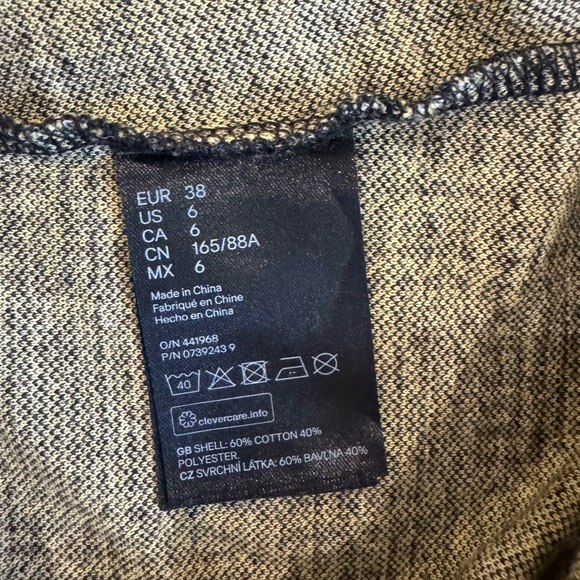 EUR 38
US 6
CA 6
CN 165/88A
MX 6
Made in China
Fabriqué en Chine
Hecho en China
O/N 441968
P/N 0739243 9
40
clevercare.info
GB SHELL: 60% COTTON 40%
POLYESTER.
CZ SVRCHNÍ LÁTKA: 60% BAVLNA 40%